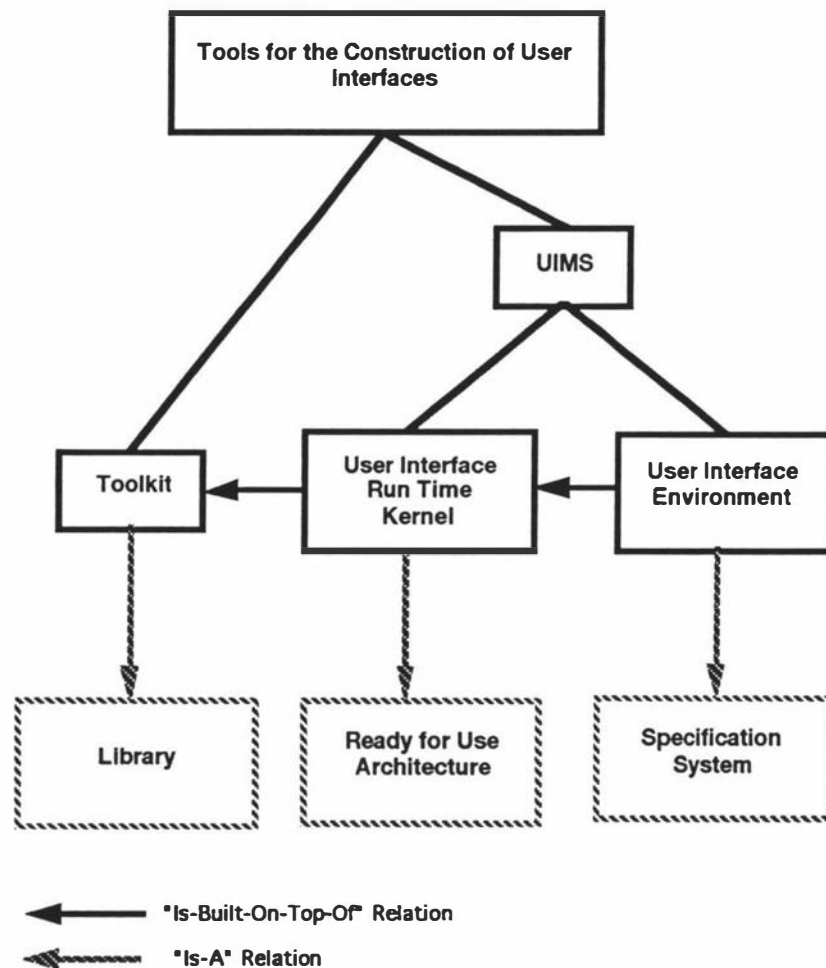 Tools for the Construction of User
Interfaces
UIMS
Toolkit
User Interface
Run Time
Kernel
User Interface
Environment
Library
Ready for Use
Architecture
Specification
System
"Is-Built-On-Top-Of" Relation
"Is-A" Relation